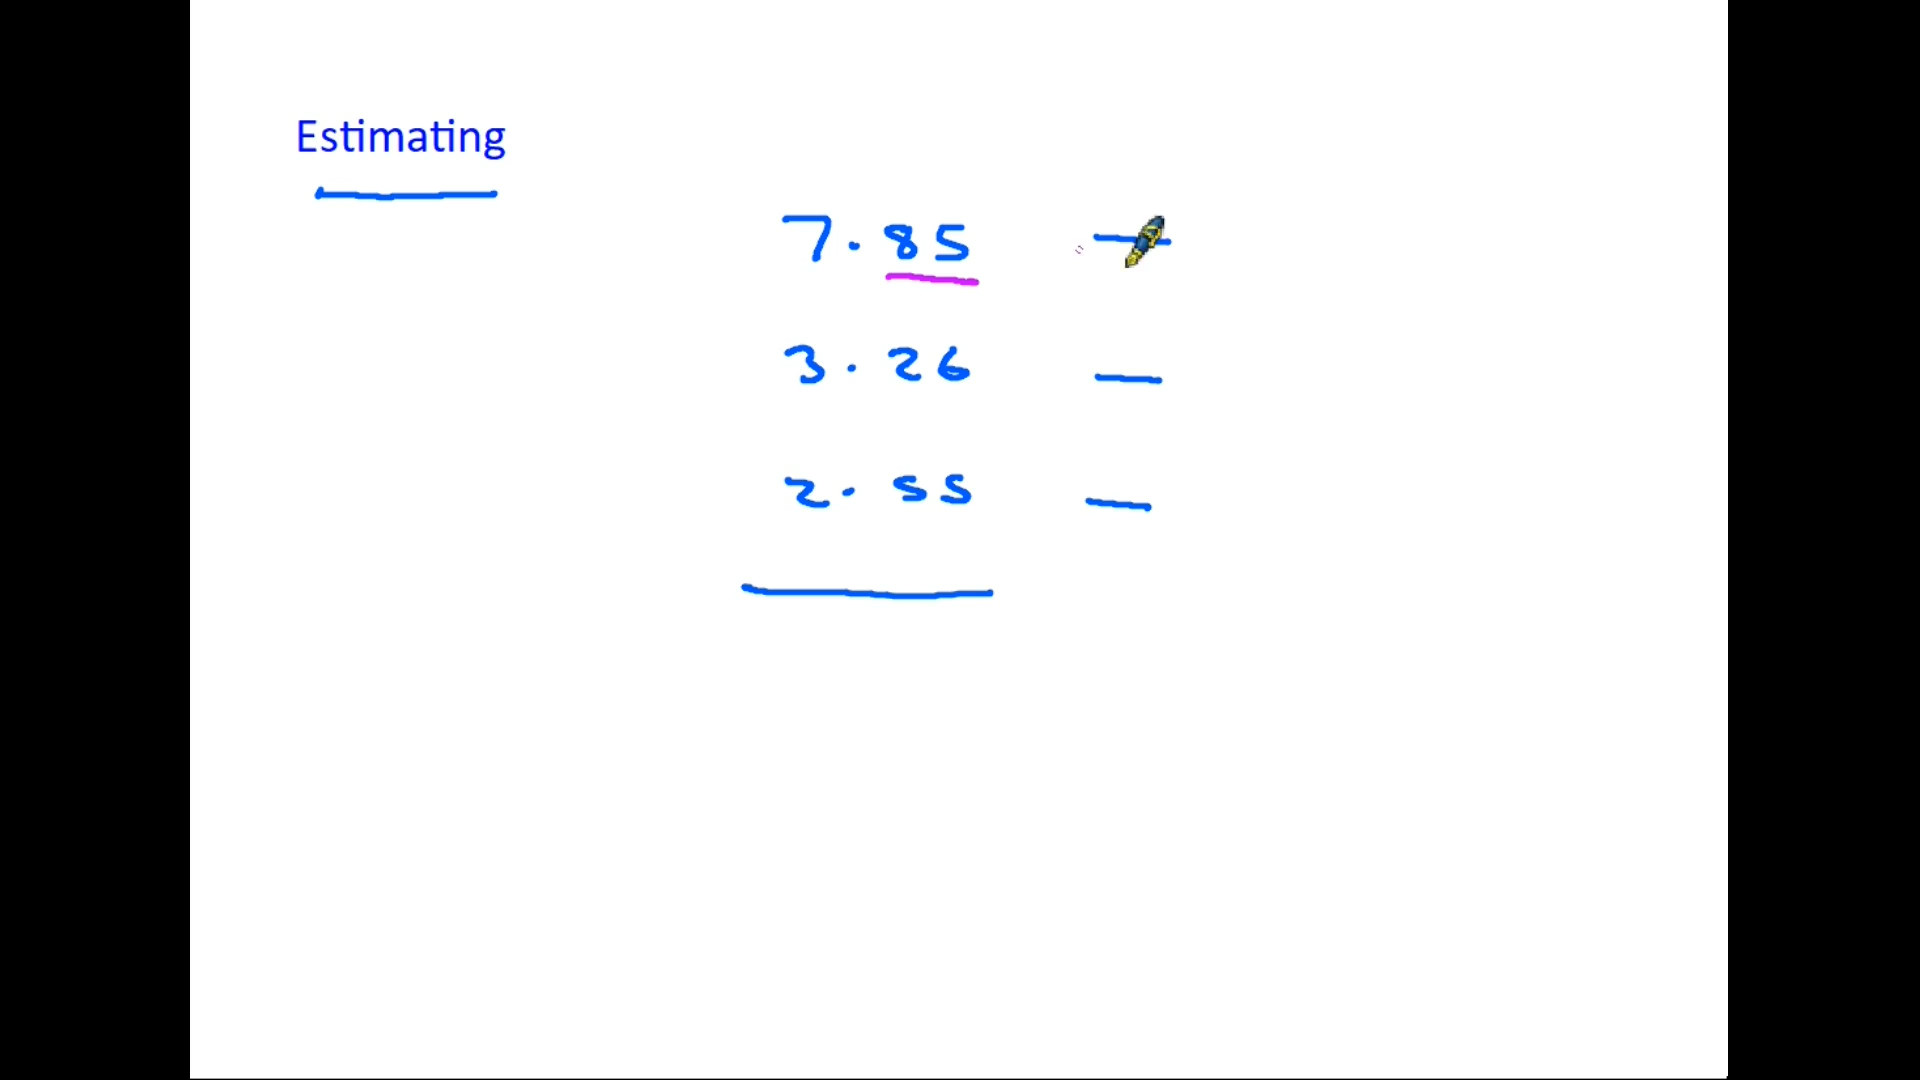 Estimating
7.85 —
3.26 —
2.55 —